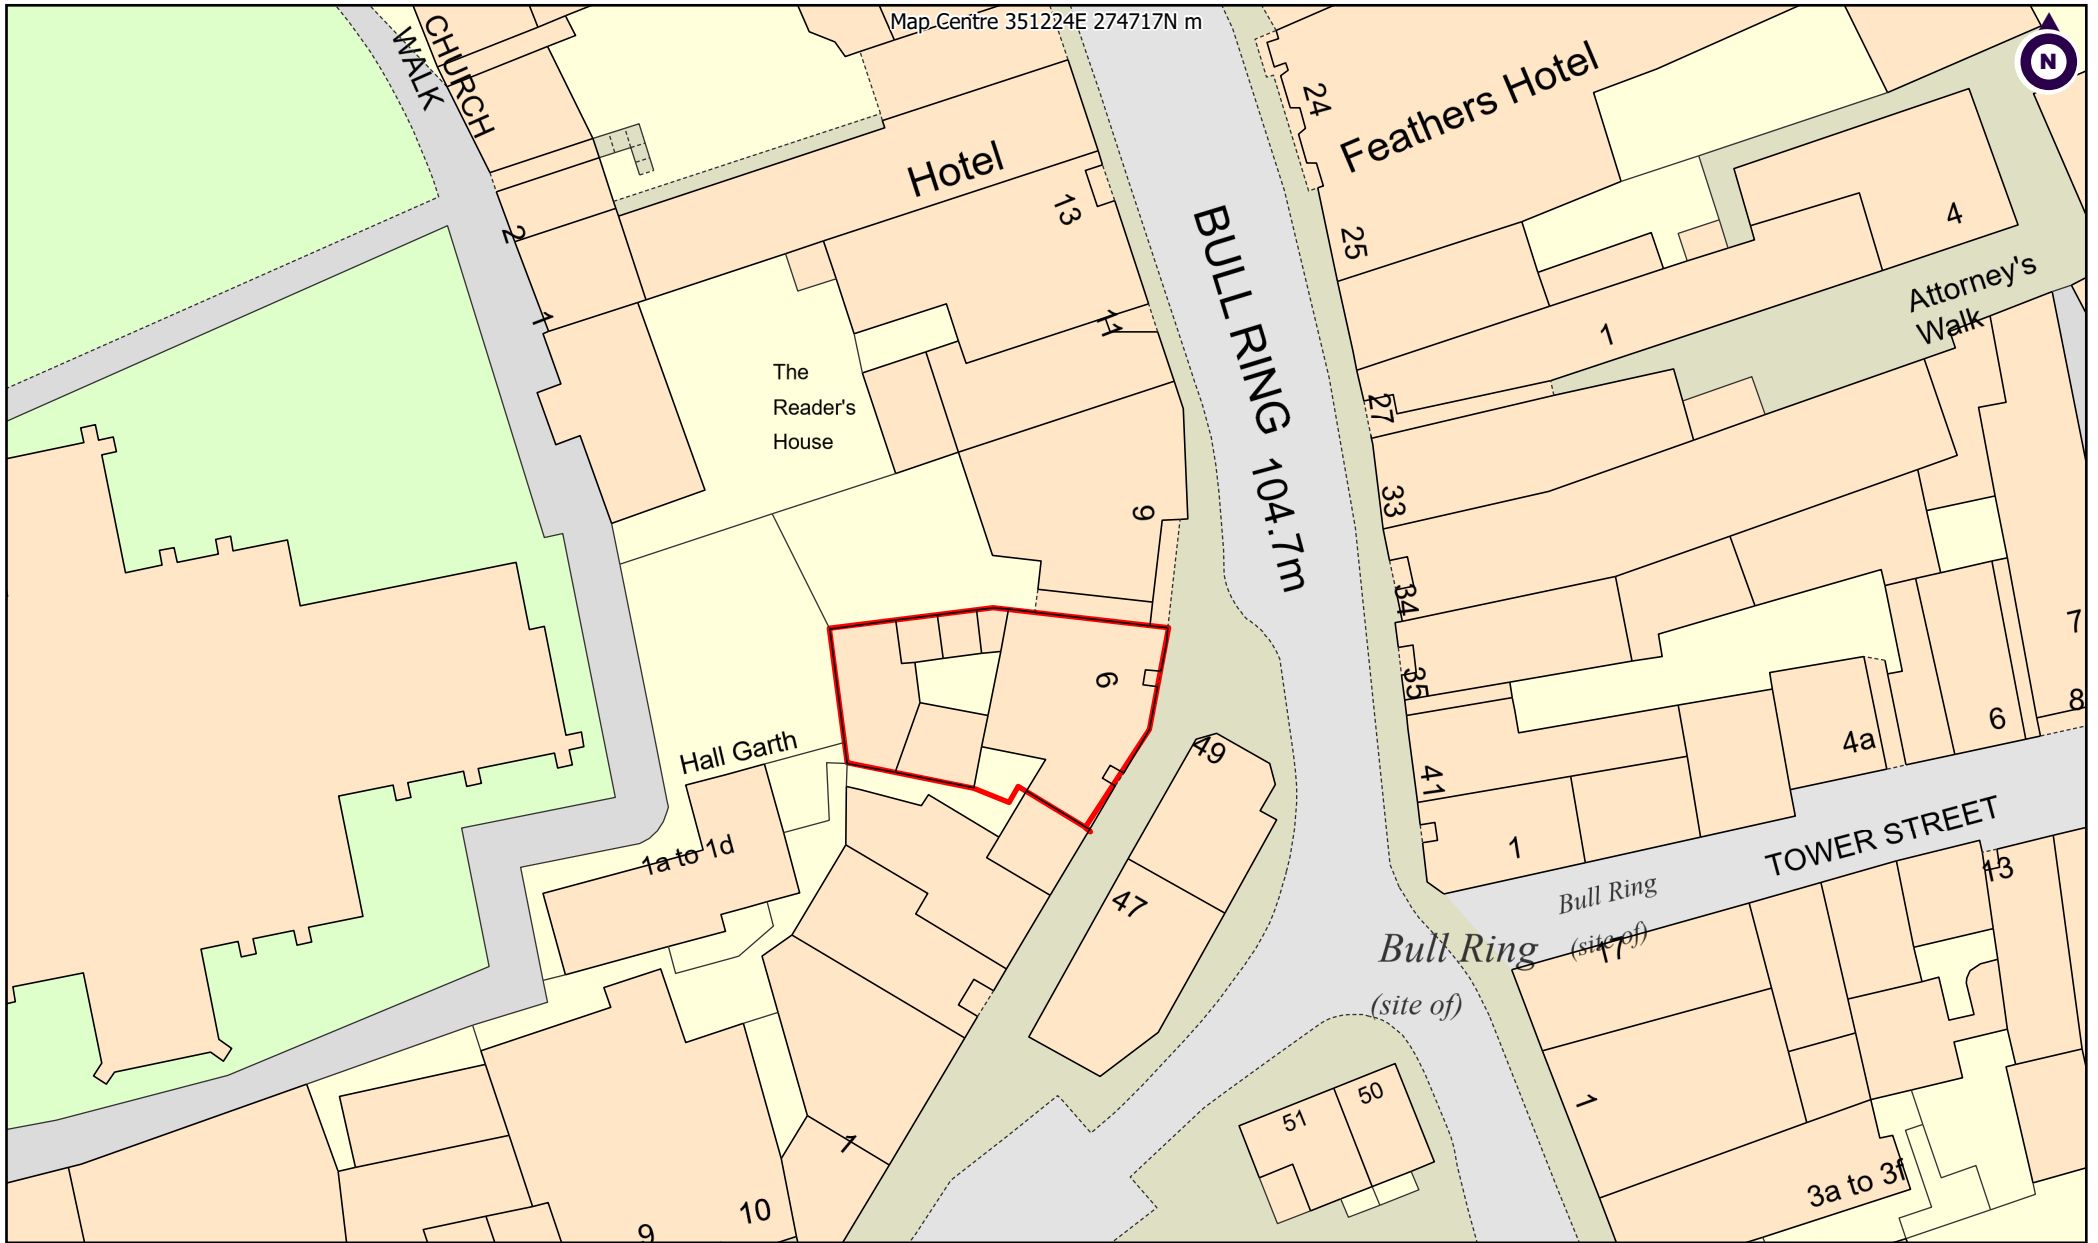 Map Centre 351224E 274717N m
N
CHURCH
WALK
24
Feathers Hotel
Hotel
13
2
25
4
BULL RING 104.7m
Attorney's
Walk
1
11
1
The
Reader's
House
27
9
33
34
7
6
35
8
Hall Garth
49
4a
6
41
1
1a to 1d
TOWER STREET
13
47
Bull Ring
(site of)
Bull Ring
(site of)
17
51
50
1
1
3a to 3f
9
10